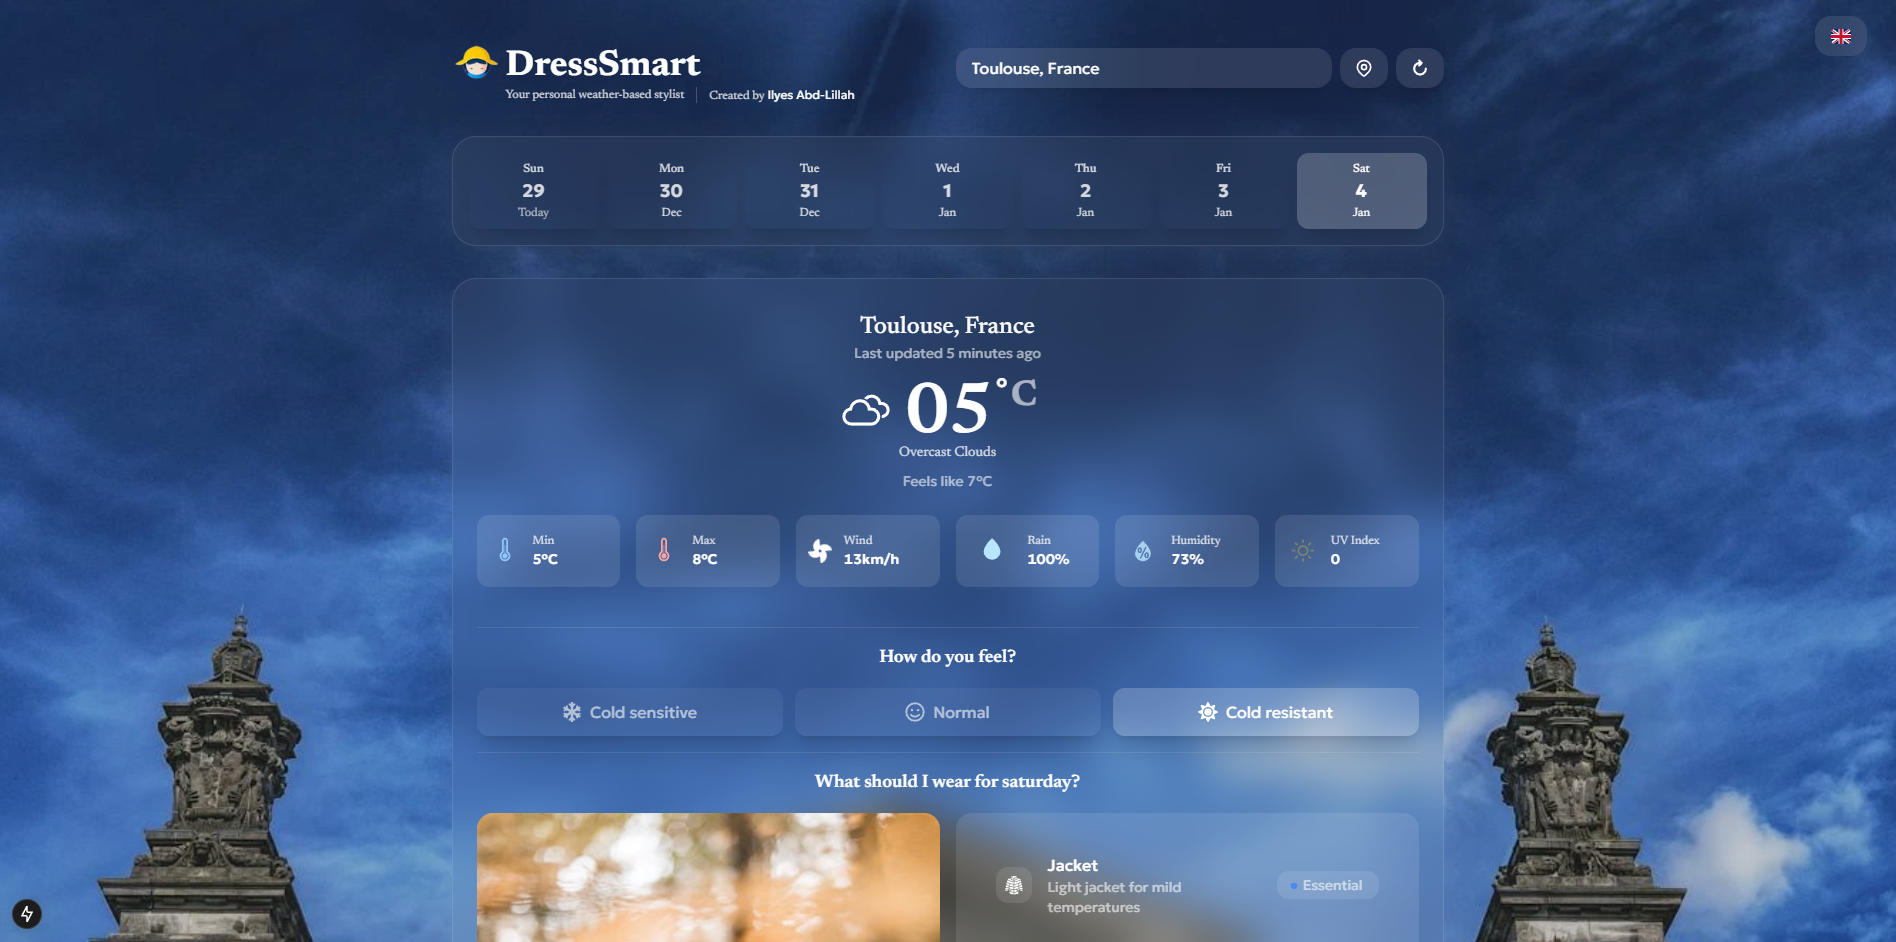 DressSmart
Your personal weather-based stylist
Created by Ilyes Abd-Lillah
Toulouse, France
Sun
29
Today
Mon
30
Dec
Tue
31
Dec
Wed
1
Jan
Thu
2
Jan
Fri
3
Jan
Sat
4
Jan
Toulouse, France
Last updated 5 minutes ago
05°C
Overcast Clouds
Feels like 7°C
Min
5°C
Max
8°C
Wind
13km/h
Rain
100%
Humidity
73%
UV Index
0
How do you feel?
Cold sensitive
Normal
Cold resistant
What should I wear for saturday?
Jacket
Light jacket for mild
temperatures
Essential